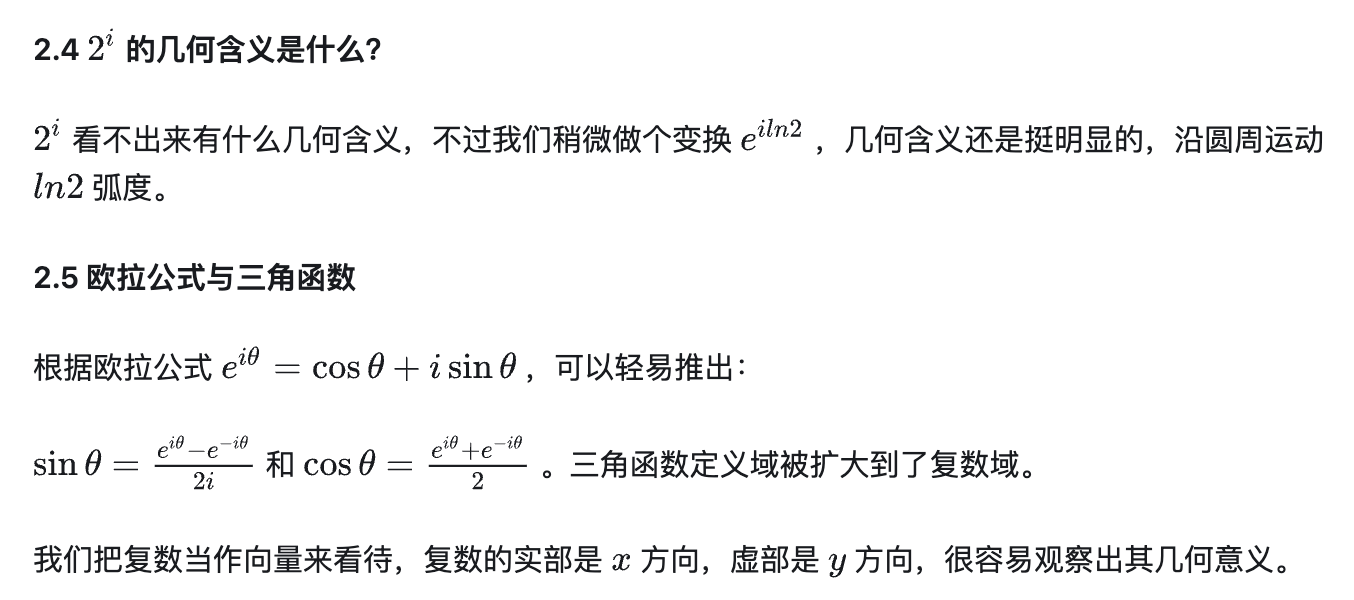 2.4 $2^i$ 的几何含义是什么?
$2^i$ 看不出来有什么几何含义，不过我们稍微做个变换 $e^{iln2}$ ，几何含义还是挺明显的，沿圆周运动
$ln2$ 弧度。
2.5 欧拉公式与三角函数
根据欧拉公式 $e^{i\theta} = \cos\theta + i\sin\theta$ ，可以轻易推出：
$\sin\theta = \frac{e^{i\theta}-e^{-i\theta}}{2i}$ 和 $\cos\theta = \frac{e^{i\theta}+e^{-i\theta}}{2}$ 。三角函数定义域被扩大到了复数域。
我们把复数当作向量来看待，复数的实部是 $x$ 方向，虚部是 $y$ 方向，很容易观察出其几何意义。